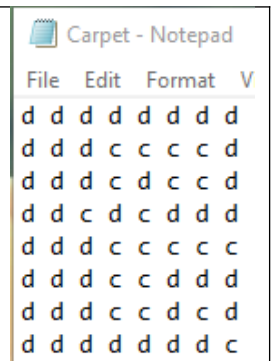 Carpet - Notepad
File Edit Format V
d d d d d d d d
d d d c c c c d
d d d c d c c d
d d c d c d d d
d d d c c c c c
d d d c c d d d
d d d c c d c d
d d d d d d d c